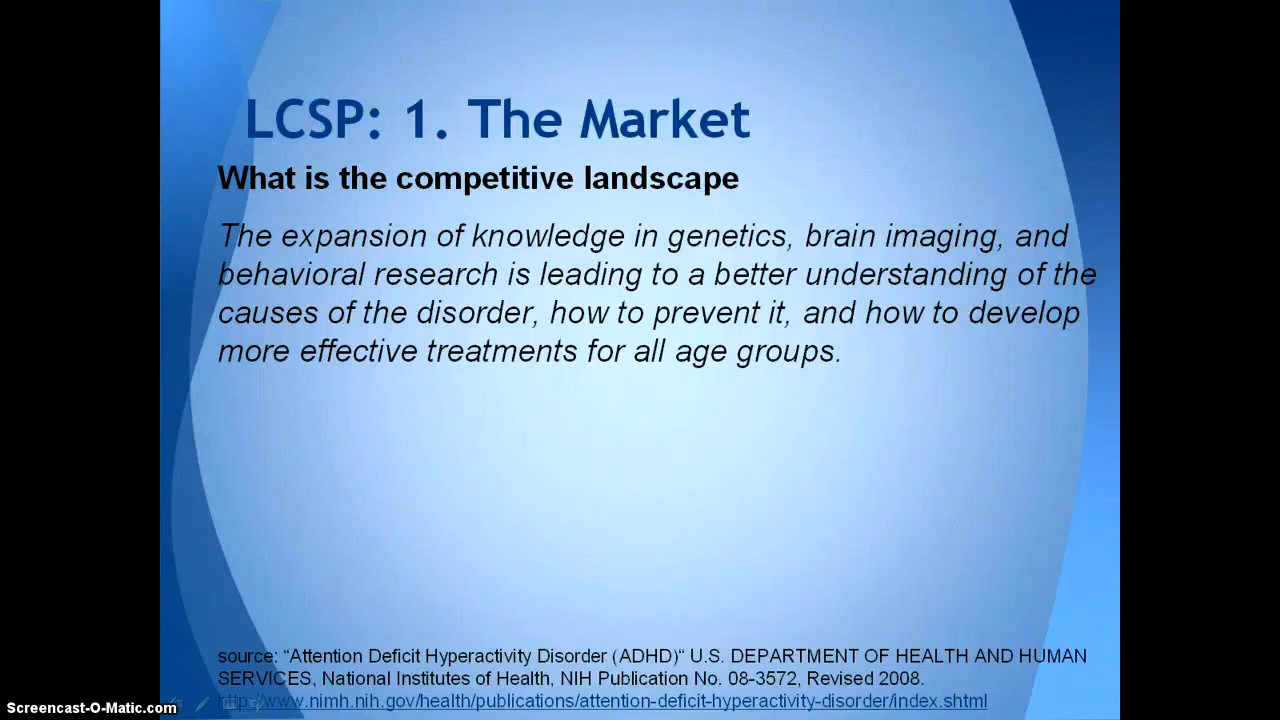 LCSP: 1. The Market
What is the competitive landscape
The expansion of knowledge in genetics, brain imaging, and
behavioral research is leading to a better understanding of the
causes of the disorder, how to prevent it, and how to develop
more effective treatments for all age groups.
source: “Attention Deficit Hyperactivity Disorder (ADHD)“ U.S. DEPARTMENT OF HEALTH AND HUMAN
SERVICES, National Institutes of Health, NIH Publication No. 08-3572, Revised 2008.
http://www.nimh.nih.gov/health/publications/attention-deficit-hyperactivity-disorder/index.shtml
Screencast-O-Matic.com